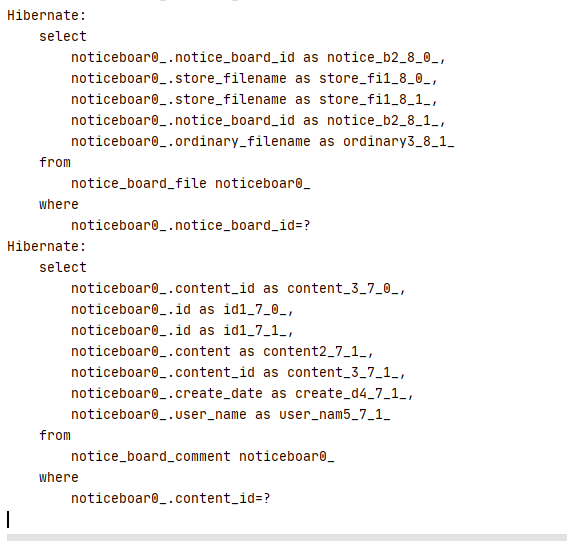 Hibernate:
    select
        noticeboar0_.notice_board_id as notice_b2_8_0_,
        noticeboar0_.store_filename as store_fi1_8_0_,
        noticeboar0_.store_filename as store_fi1_8_1_,
        noticeboar0_.notice_board_id as notice_b2_8_1_,
        noticeboar0_.ordinary_filename as ordinary3_8_1_
    from
        notice_board_file noticeboar0_
    where
        noticeboar0_.notice_board_id=?
Hibernate:
    select
        noticeboar0_.content_id as content_3_7_0_,
        noticeboar0_.id as id1_7_0_,
        noticeboar0_.id as id1_7_1_,
        noticeboar0_.content as content2_7_1_,
        noticeboar0_.content_id as content_3_7_1_,
        noticeboar0_.create_date as create_d4_7_1_,
        noticeboar0_.user_name as user_nam5_7_1_
    from
        notice_board_comment noticeboar0_
    where
        noticeboar0_.content_id=?